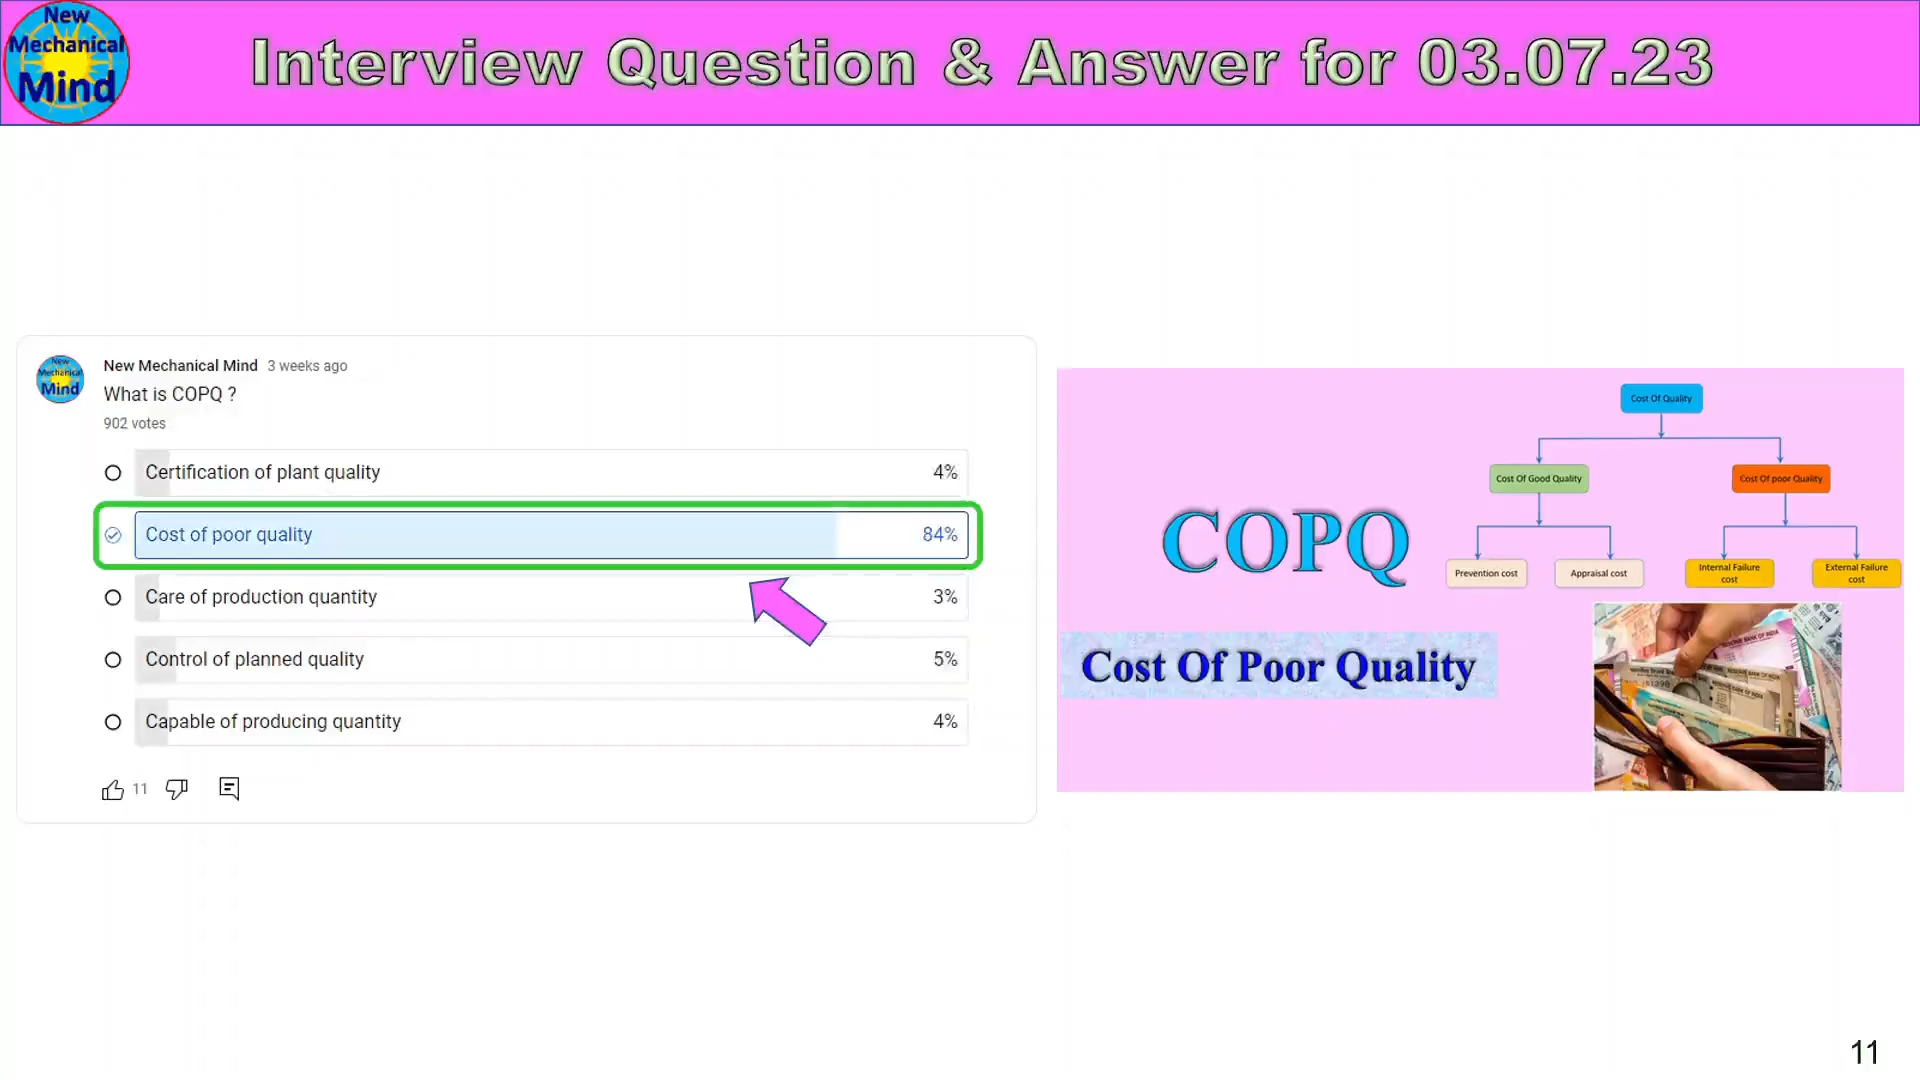 New
Mechanical
Mind
Interview Question & Answer for 03.07.23
New Mechanical Mind 3 weeks ago
What is COPQ ?
902 votes
Certification of plant quality 4%
Cost of poor quality 84%
Care of production quantity 3%
Control of planned quality 5%
Capable of producing quantity 4%
11
New
Mechanical
Mind
Cost Of Quality
Cost Of Good Quality
Cost Of poor Quality
Prevention cost
Appraisal cost
Internal Failure
cost
External Failure
cost
COPQ
Cost Of Poor Quality
11